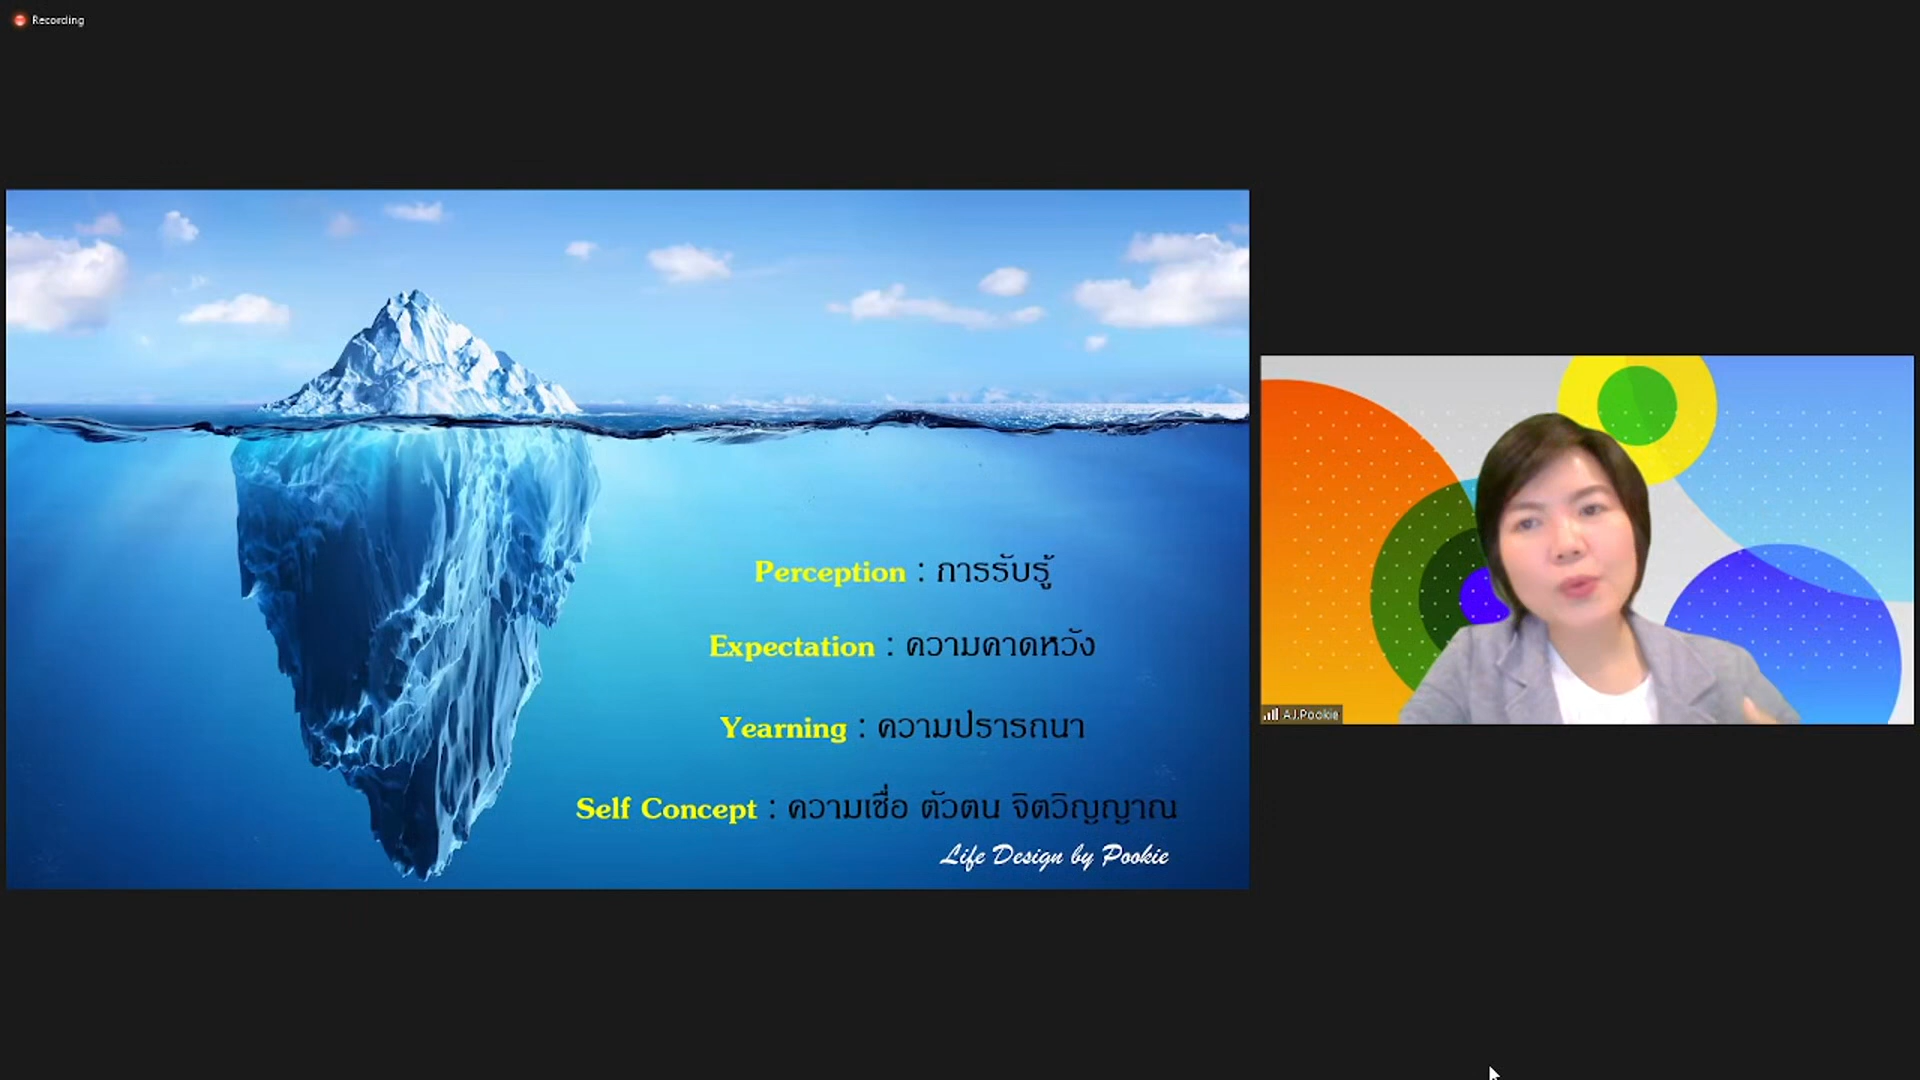 Recording
Perception : การรับรู้
Expectation : ความคาดหวัง
Yearning : ความปรารถนา
Self Concept : ความเชื่อ ตัวตน จิตวิญญาณ
Life Design by Pookie
AJ.Pookie